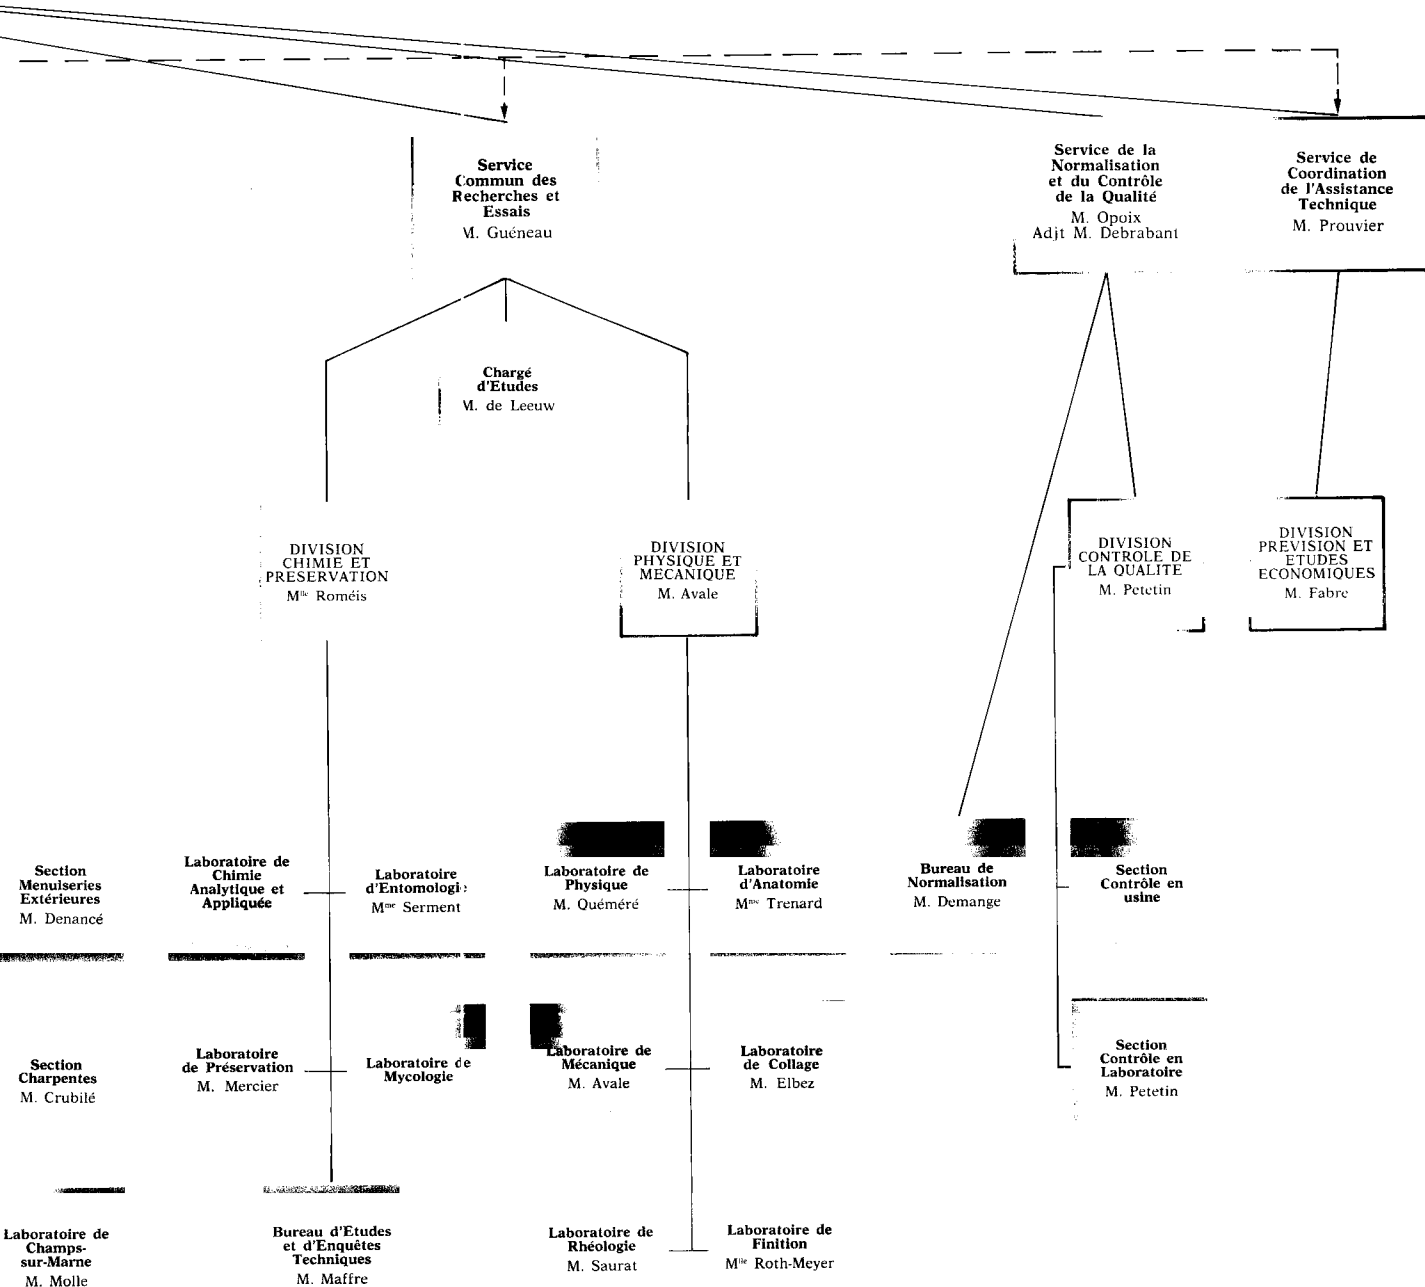 Service
Commun des
Recherches et
Essais
M. Guéneau
Service de la
Normalisation
et du Contrôle
de la Qualité
M. Opoix
Adjt M. Debrabant
Service de
Coordination
de l'Assistance
Technique
M. Prouvier
Chargé
d'Etudes
M. de Leeuw
DIVISION
CHIMIE ET
PRESERVATION
Mlle Roméis
DIVISION
PHYSIQUE ET
MECANIQUE
M. Avale
DIVISION
CONTROLE DE
LA QUALITE
M. Petetin
DIVISION
PREVISION ET
ETUDES
ECONOMIQUES
M. Fabre
Section
Menuiseries
Extérieures
M. Denancé
Laboratoire de
Chimie
Analytique et
Appliquée
Laboratoire
d'Entomologie
Mme Serment
Laboratoire de
Physique
M. Quéméré
Laboratoire
d'Anatomie
Mme Trenard
Bureau de
Normalisation
M. Demange
Section
Contrôle en
usine
Section
Charpentes
M. Crubilé
Laboratoire
de Préservation
M. Mercier
Laboratoire de
Mycologie
Laboratoire de
Mécanique
M. Avale
Laboratoire
de Collage
M. Elbez
Section
Contrôle en
Laboratoire
M. Petetin
Laboratoire de
Champs-
sur-Marne
M. Molle
Bureau d'Etudes
et d'Enquêtes
Techniques
M. Maffre
Laboratoire de
Rhéologie
M. Saurat
Laboratoire de
Finition
Mlle Roth-Meyer